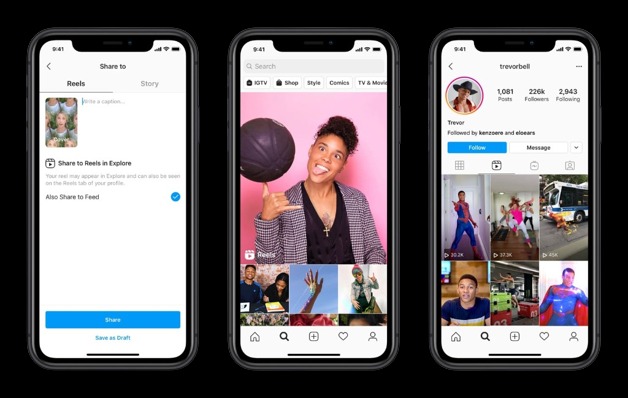 9:41
Share to
Reels
Story
Write a caption...
Share to Reels in Explore
Your reel may appear in Explore and can also be seen
on the Reels tab of your profile.
Also Share to Feed
Share
Save as Draft
9:41
Search
IGTV
Shop
Style
Comics
TV & Movie
Reels
9:41
trevorbell
1,081
Posts
226k
Followers
2,943
Following
Trevor
Followed by kenzoere and eloears
Follow
Message
30.2K
37.3K
45K